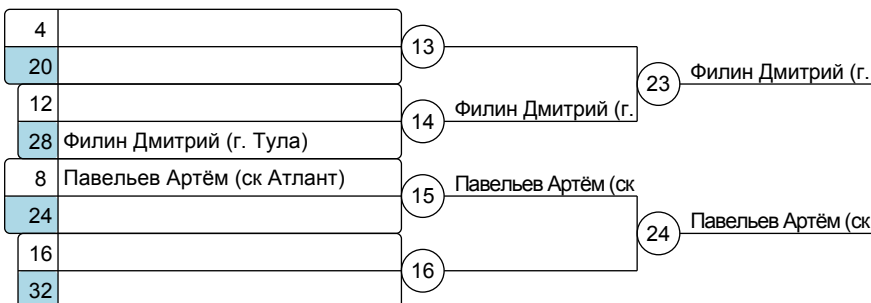 4
13
20
23 Филин Дмитрий (г.
12
14 Филин Дмитрий (г.
28 Филин Дмитрий (г. Тула)
8 Павельев Артём (ск Атлант)
15 Павельев Артём (ск
24
24 Павельев Артём (ск
16
16
32